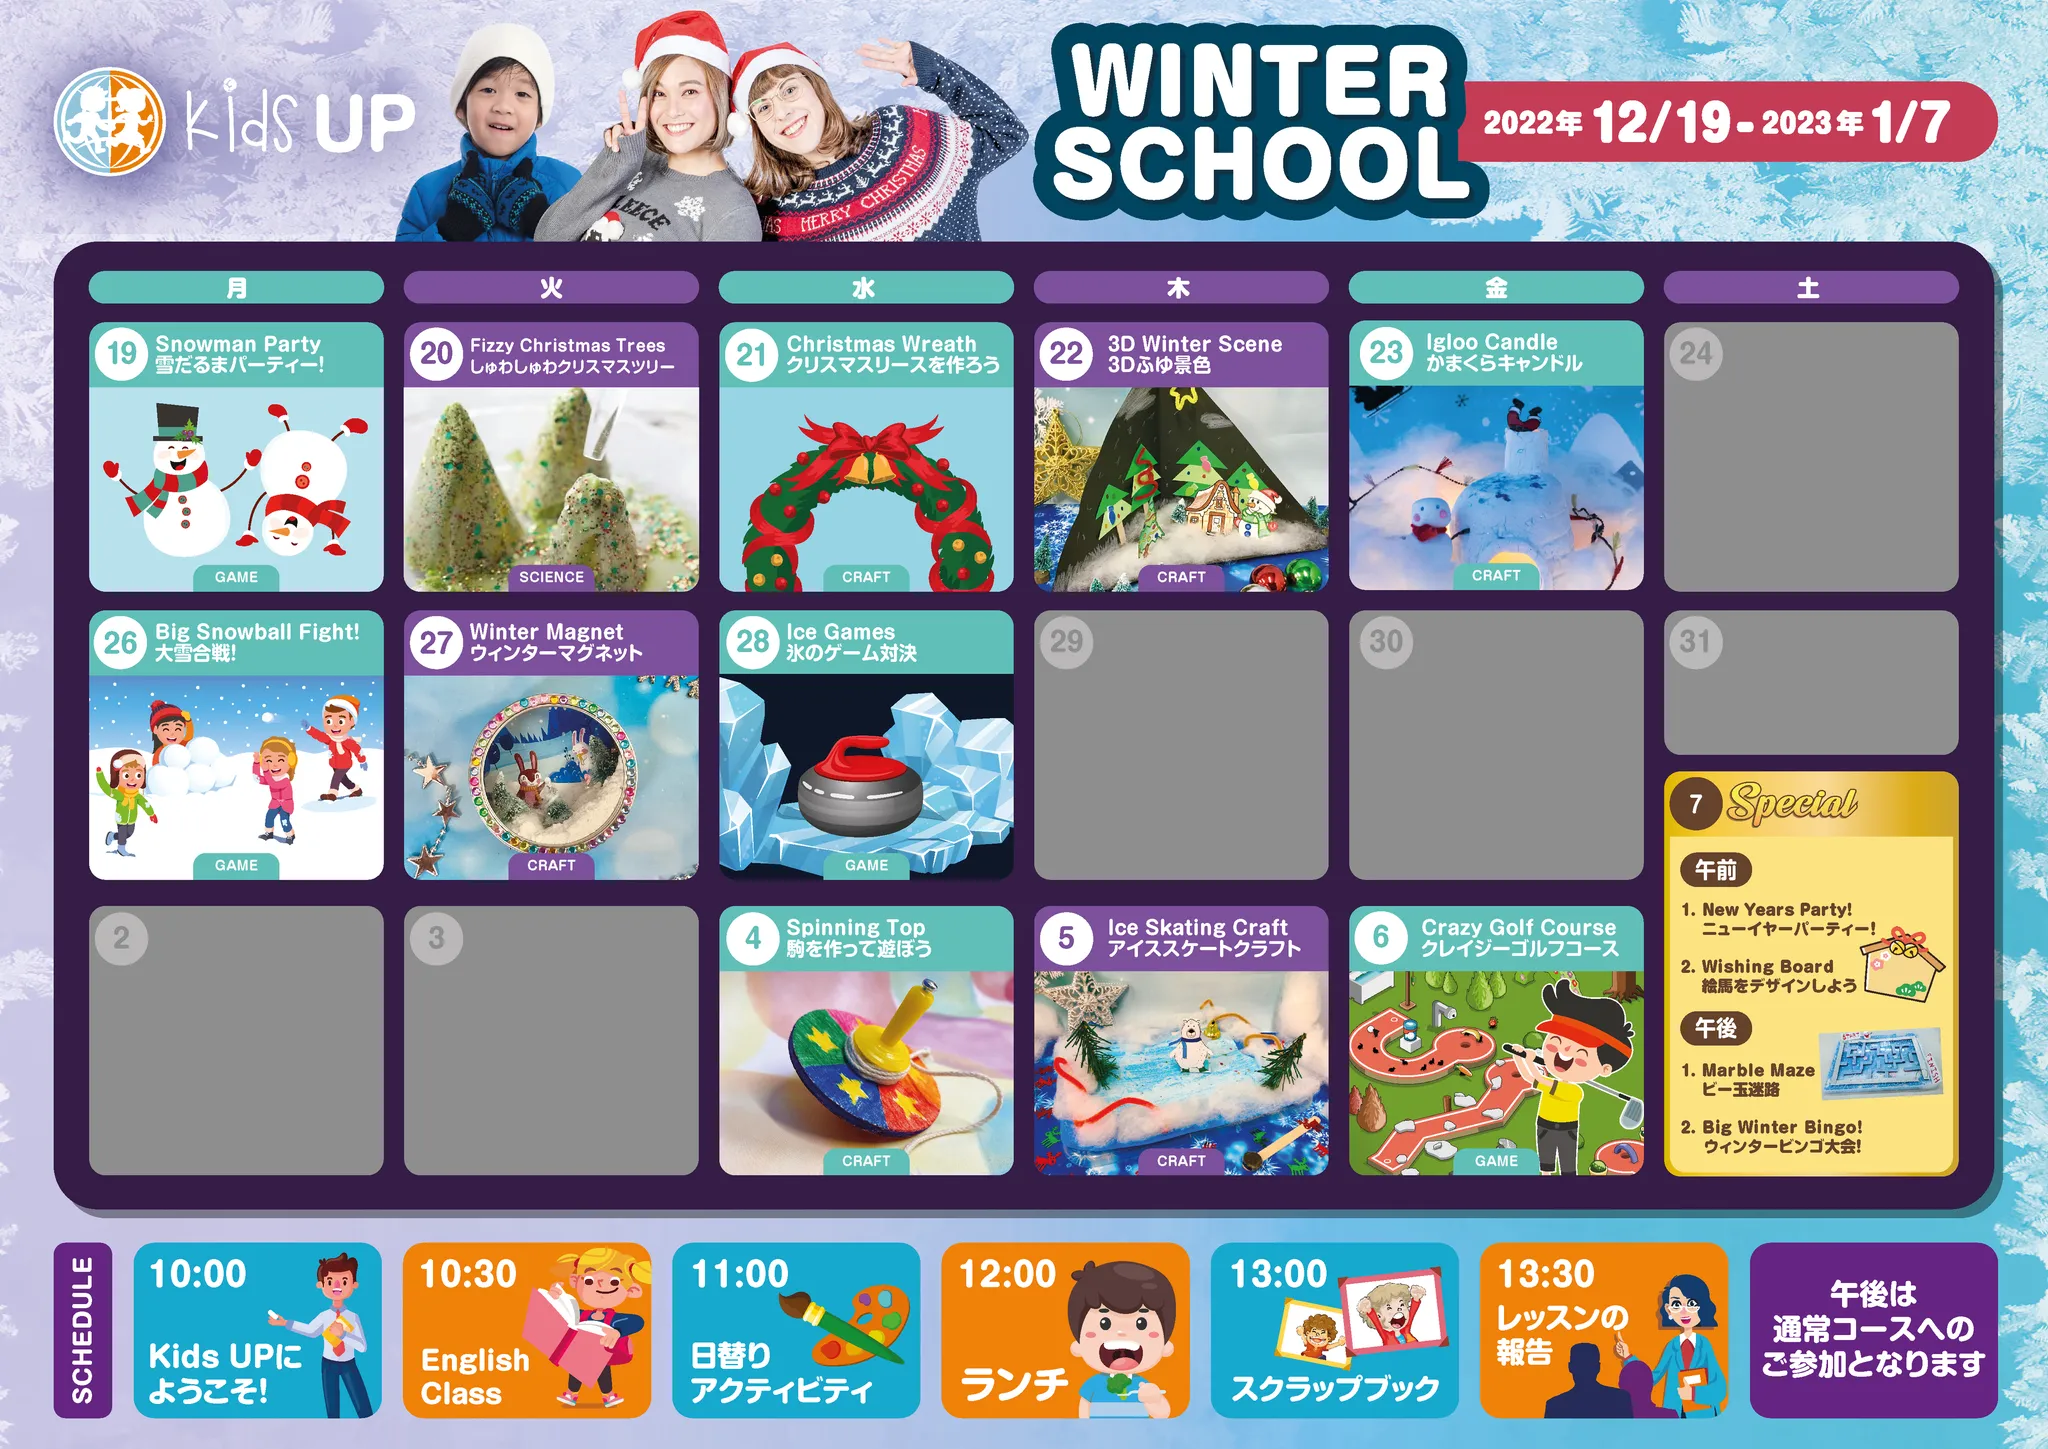 Kids UP
WINTER
SCHOOL
2022年 12/19 - 2023年 1/7
FLEECE
MERRY CHRISTMAS
月
火
水
木
金
土
19
Snowman Party
雪だるまパーティー!
GAME
20
Fizzy Christmas Trees
しゅわしゅわクリスマスツリー
SCIENCE
21
Christmas Wreath
クリスマスリースを作ろう
CRAFT
22
3D Winter Scene
3Dふゆ景色
CRAFT
23
Igloo Candle
かまくらキャンドル
CRAFT
24
26
Big Snowball Fight!
大雪合戦!
GAME
27
Winter Magnet
ウィンターマグネット
CRAFT
28
Ice Games
氷のゲーム対決
GAME
29
30
31
2
3
4
Spinning Top
駒を作って遊ぼう
CRAFT
5
Ice Skating Craft
アイススケートクラフト
CRAFT
6
Crazy Golf Course
クレイジーゴルフコース
GAME
7
Special
午前
1. New Years Party!
ニューイヤーパーティー!
2. Wishing Board
絵馬をデザインしよう
午後
1. Marble Maze
ビー玉迷路
FINISH
2. Big Winter Bingo!
ウィンタービンゴ大会!
SCHEDULE
10:00
Kids UPに
ようこそ!
10:30
English
Class
11:00
日替り
アクティビティ
12:00
ランチ
13:00
スクラップブック
13:30
レッスンの
報告
午後は
通常コースへの
ご参加となります